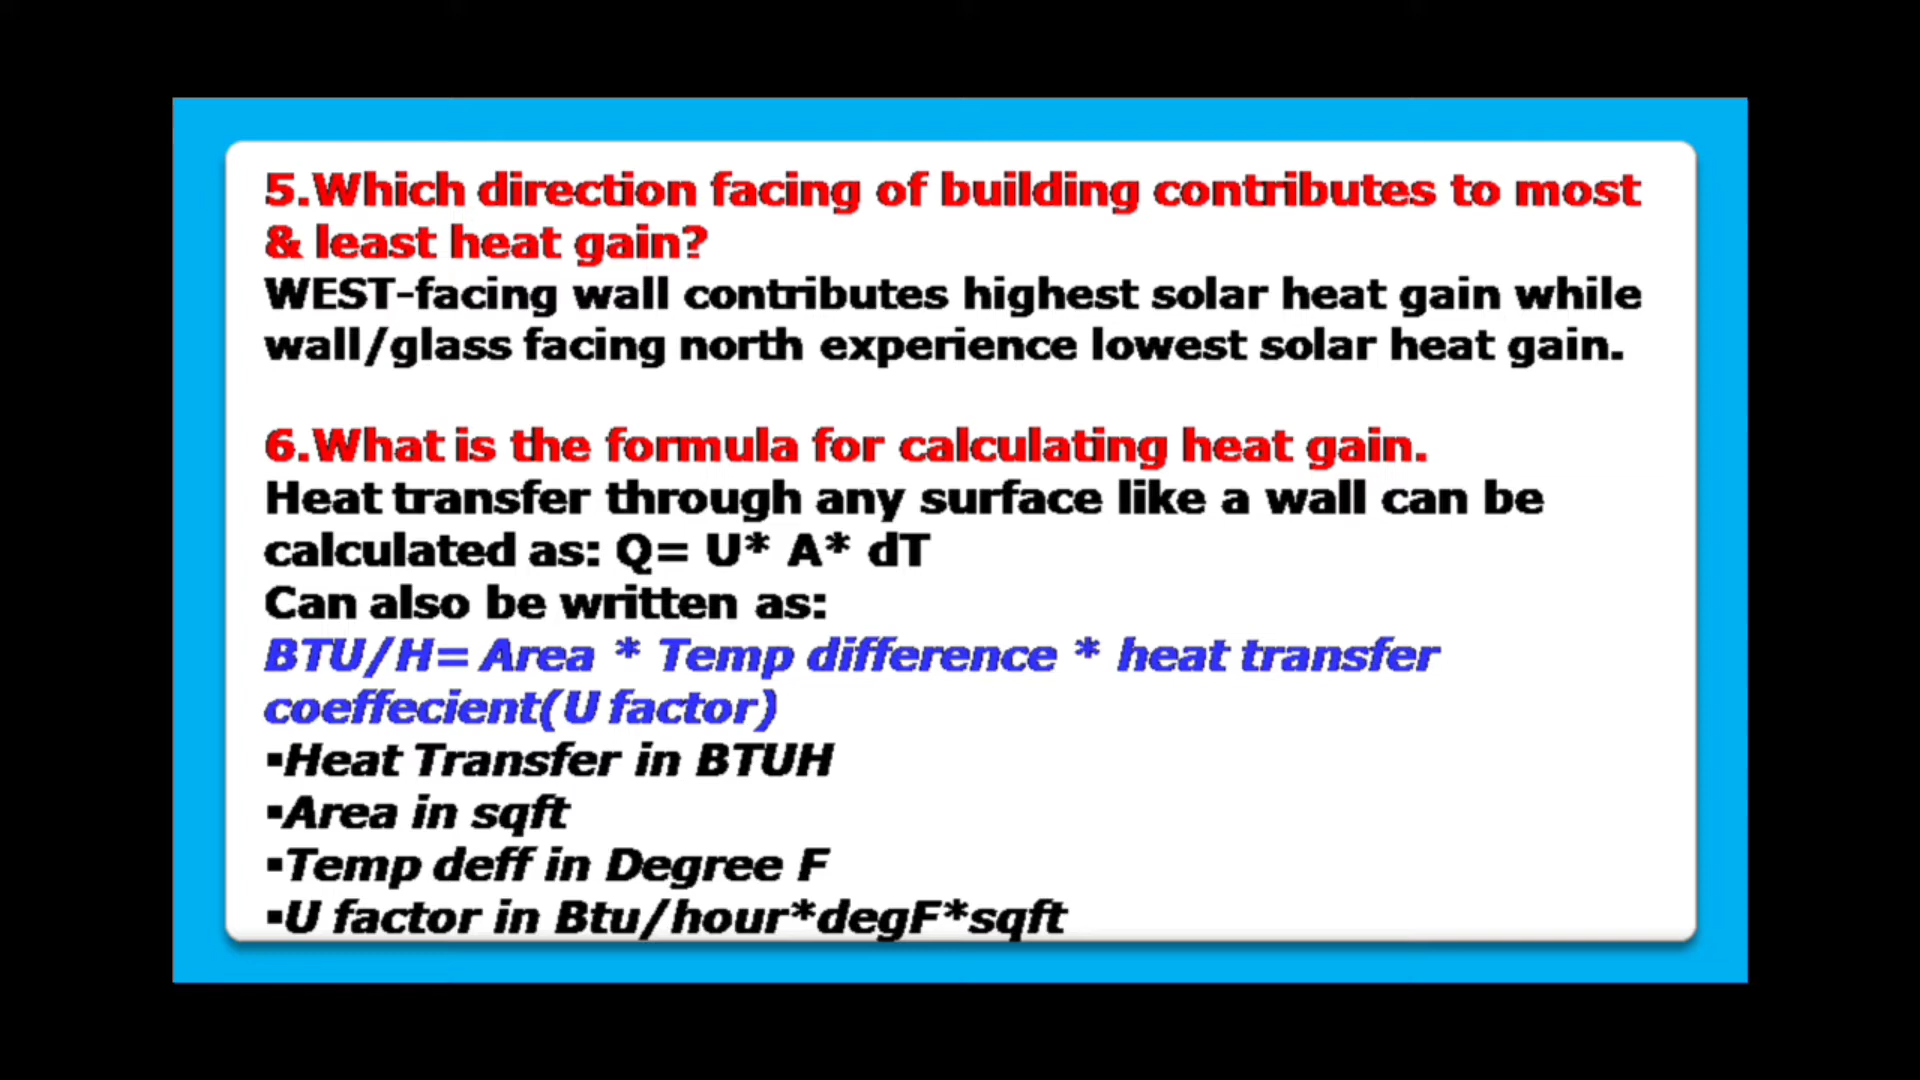 5.Which direction facing of building contributes to most
& least heat gain?
WEST-facing wall contributes highest solar heat gain while
wall/glass facing north experience lowest solar heat gain.
6.What is the formula for calculating heat gain.
Heat transfer through any surface like a wall can be
calculated as: Q= U* A* dT
Can also be written as:
BTU/H= Area * Temp difference * heat transfer
coeffecient(U factor)
▪Heat Transfer in BTUH
▪Area in sqft
▪Temp deff in Degree F
▪U factor in Btu/hour*degF*sqft